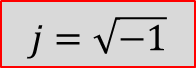 j = √−1